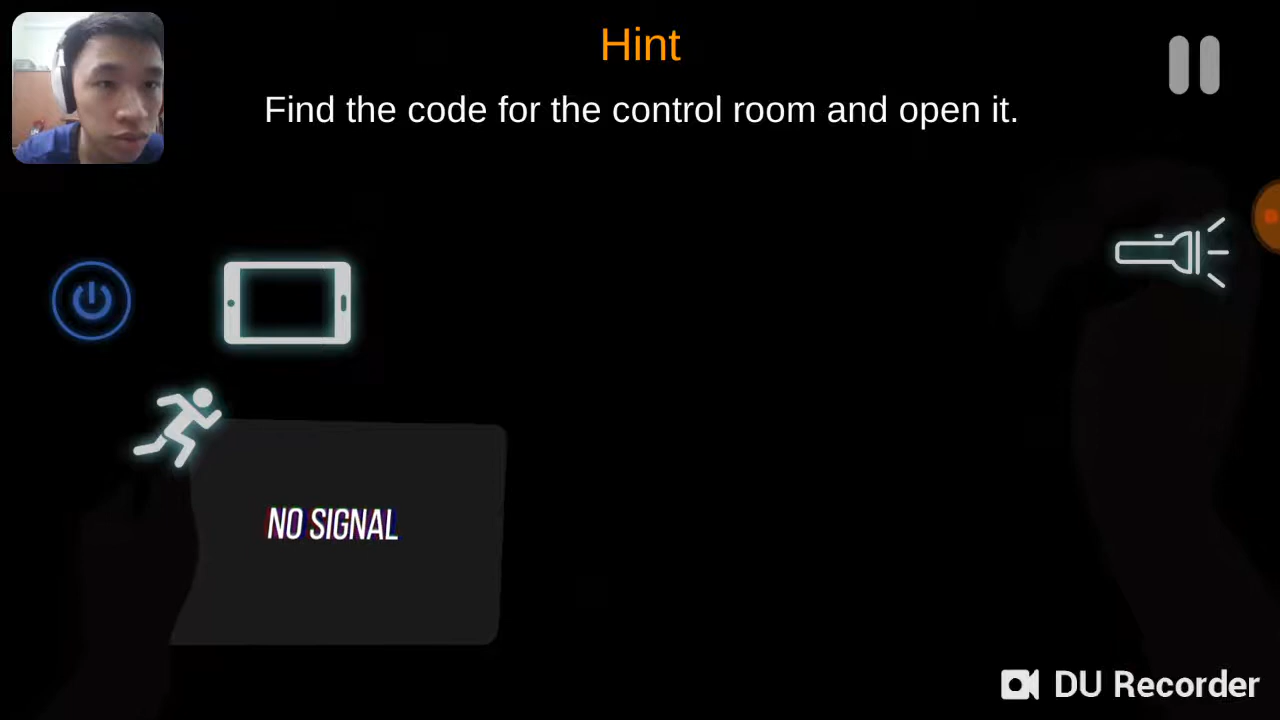 Hint
Find the code for the control room and open it.
NO SIGNAL
DU Recorder